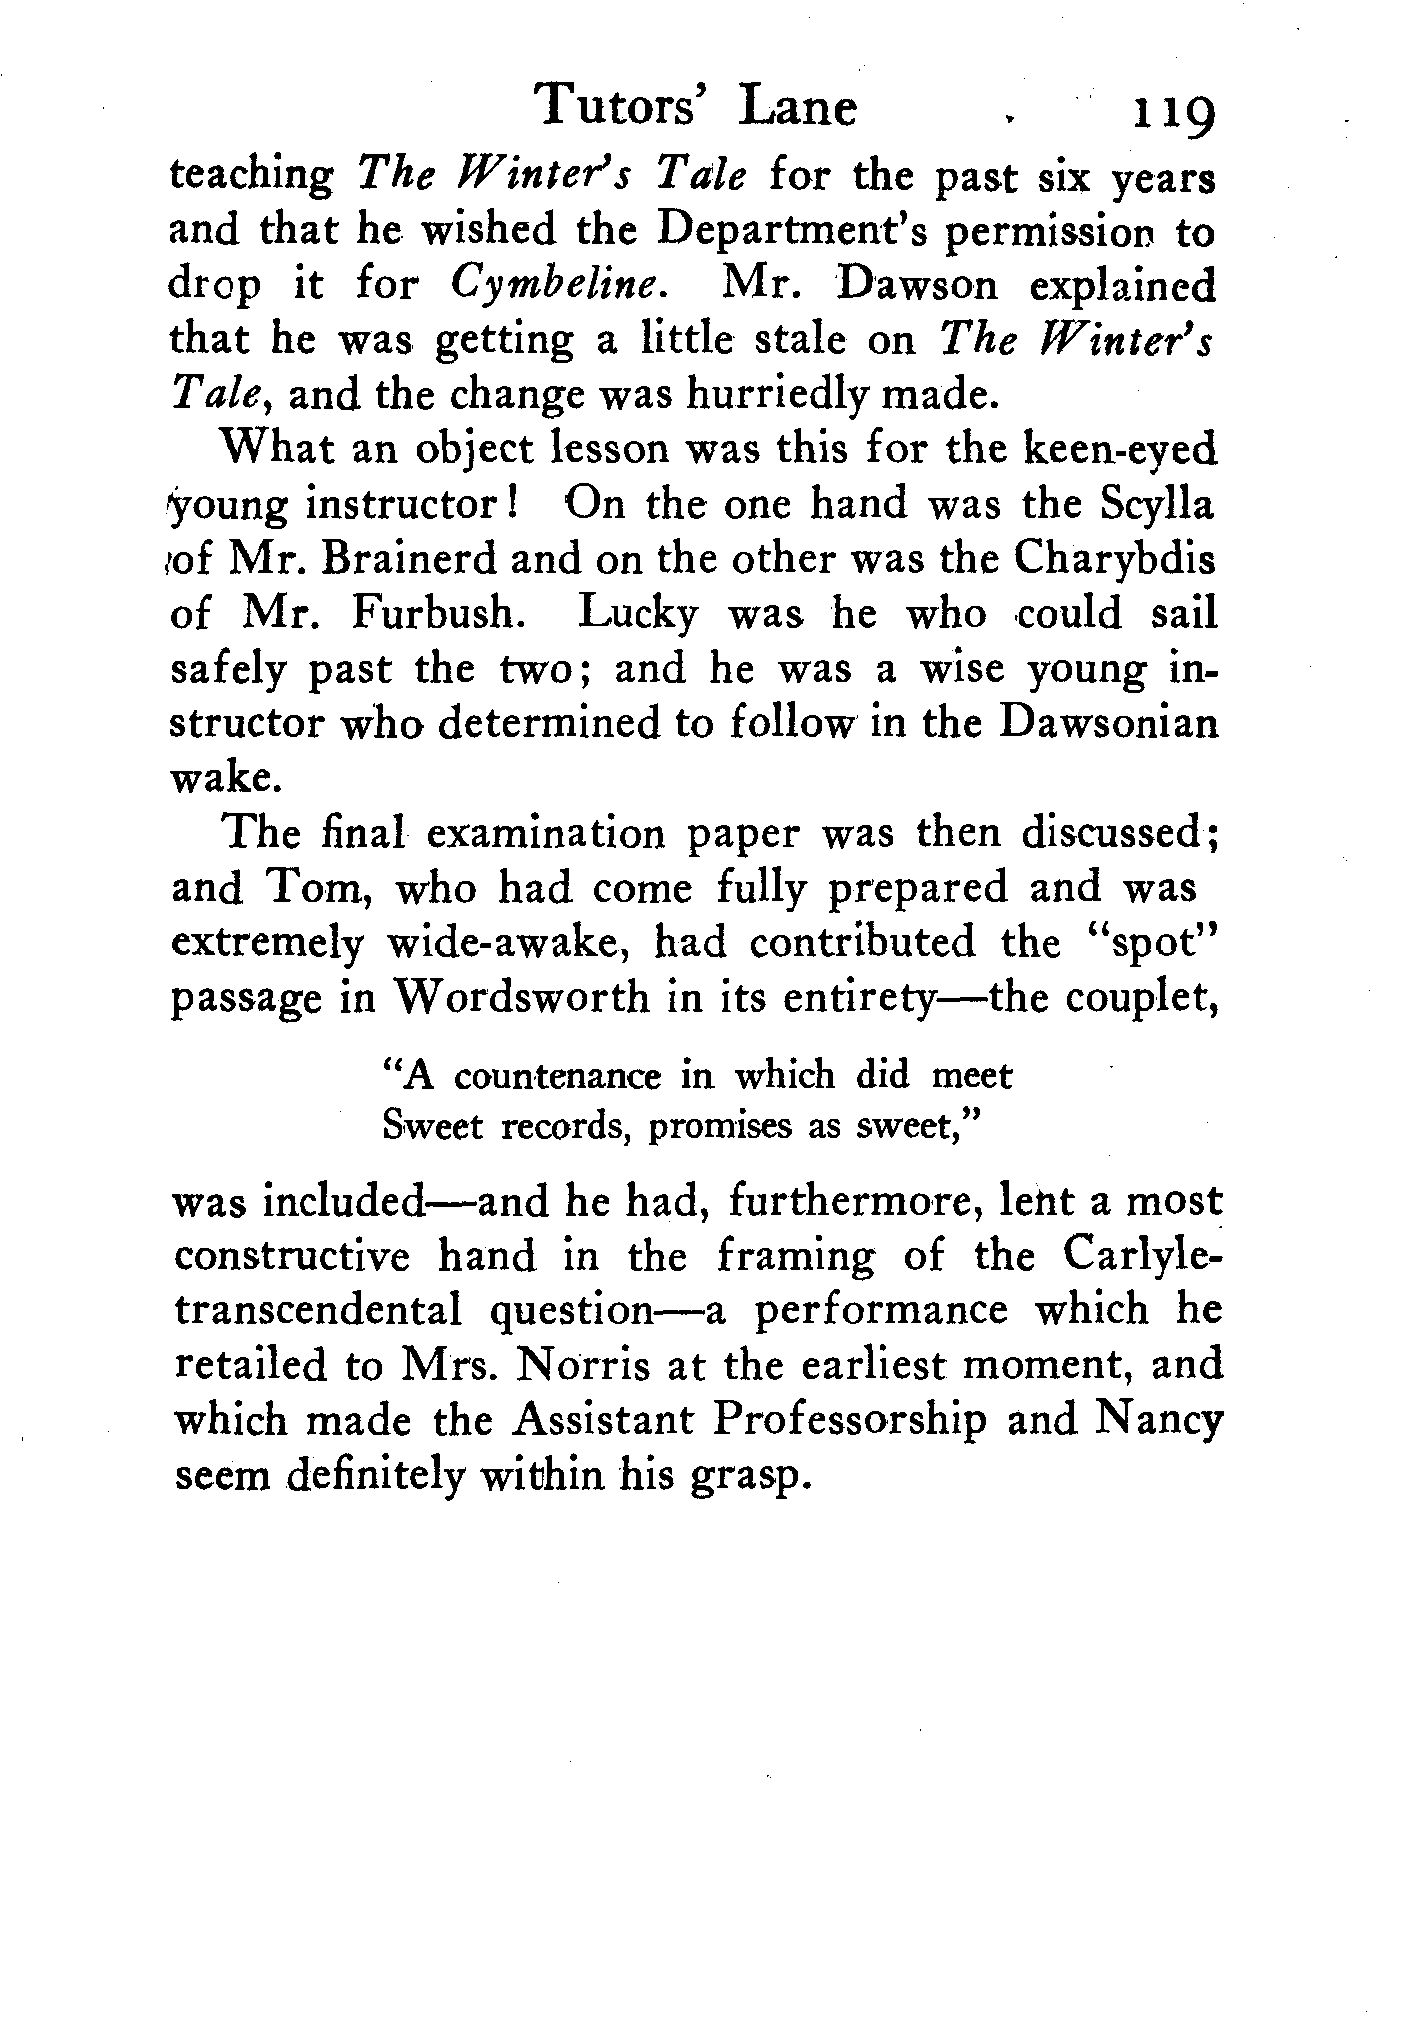 Tutors' Lane 119
teaching The Winter's Tale for the past six years
and that he wished the Department's permission to
drop it for Cymbeline. Mr. Dawson explained
that he was getting a little stale on The Winter's
Tale, and the change was hurriedly made.
What an object lesson was this for the keen-eyed
young instructor! On the one hand was the Scylla
of Mr. Brainerd and on the other was the Charybdis
of Mr. Furbush. Lucky was he who could sail
safely past the two; and he was a wise young in-
structor who determined to follow in the Dawsonian
wake.
The final examination paper was then discussed;
and Tom, who had come fully prepared and was
extremely wide-awake, had contributed the "spot"
passage in Wordsworth in its entirety—the couplet,
"A countenance in which did meet
Sweet records, promises as sweet,"
was included—and he had, furthermore, lent a most
constructive hand in the framing of the Carlyle-
transcendental question—a performance which he
retailed to Mrs. Norris at the earliest moment, and
which made the Assistant Professorship and Nancy
seem definitely within his grasp.